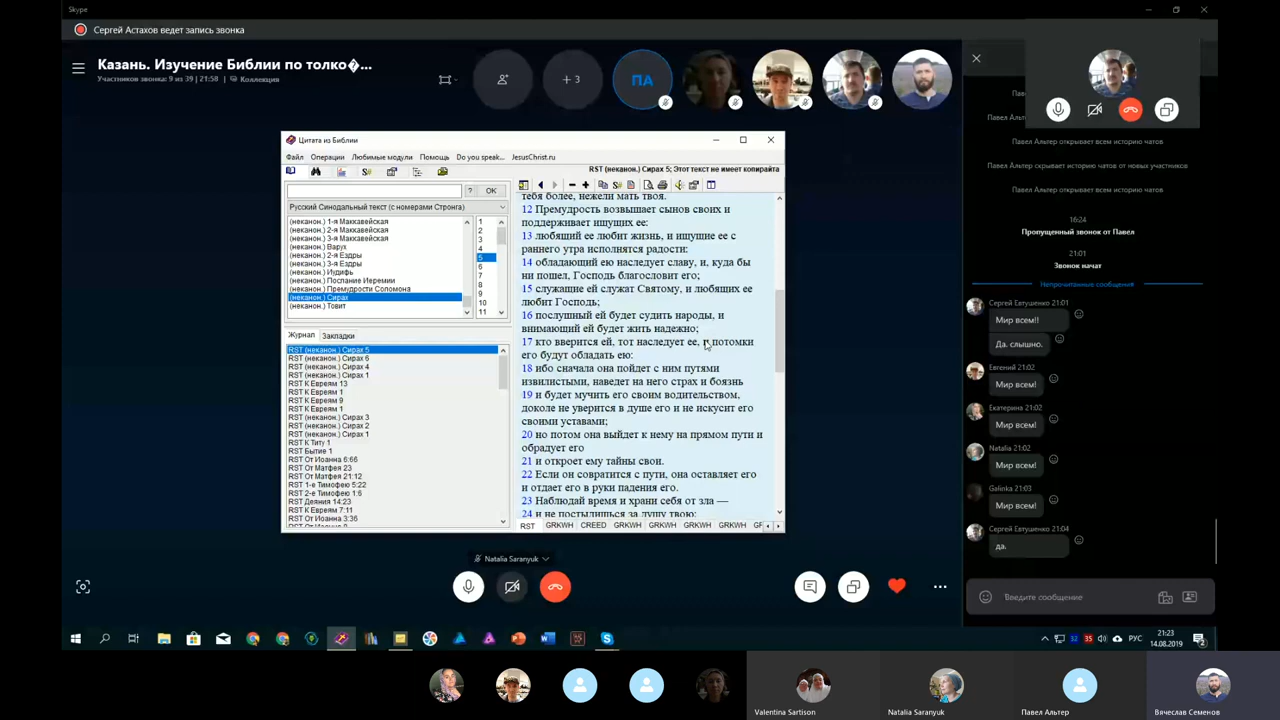 Skype
Сергей Астахов ведет запись звонка
Казань. Изучение Библии по толко�...
Участников звонка: 9 из 39 | 21:58 | Коллекция
+ 3
ПА
Цитата из Библии
Файл Операции Любимые модули Помощь Do you speak... JesusChrist.ru
RST (неканон.) Сирах 5; Этот текст не имеет копирайта
? OK
Русский Синодальный текст (с номерами Стронга)
(неканон.) 1-я Маккавейская
(неканон.) 2-я Маккавейская
(неканон.) 3-я Маккавейская
(неканон.) Варух
(неканон.) 2-я Ездры
(неканон.) 3-я Ездры
(неканон.) Иудифь
(неканон.) Послание Иеремии
(неканон.) Премудрости Соломона
(неканон.) Сирах
(неканон.) Товит
1
2
3
4
5
6
7
8
9
10
11
Журнал Закладки
RST (неканон.) Сирах 5
RST (неканон.) Сирах 6
RST (неканон.) Сирах 4
RST (неканон.) Сирах 1
RST К Евреям 13
RST К Евреям 1
RST К Евреям 9
RST К Евреям 1
RST (неканон.) Сирах 3
RST (неканон.) Сирах 2
RST (неканон.) Сирах 1
RST К Титу 1
RST Бытие 1
RST От Иоанна 6:66
RST От Матфея 23
RST От Матфея 21:12
RST 1-е Тимофею 5:22
RST 2-е Тимофею 1:6
RST Деяния 14:23
RST К Евреям 7:11
RST От Иоанна 3:36
тебя более, нежели мать твоя.
12 Премудрость возвышает сынов своих и
поддерживает ищущих ее:
13 любящий ее любит жизнь, и ищущие ее с
раннего утра исполнятся радости:
14 обладающий ею наследует славу, и, куда бы
ни пошел, Господь благословит его;
15 служащие ей служат Святому, и любящих ее
любит Господь;
16 послушный ей будет судить народы, и
внимающий ей будет жить надежно;
17 кто вверится ей, тот наследует ее, и потомки
его будут обладать ею:
18 ибо сначала она пойдет с ним путями
извилистыми, наведет на него страх и боязнь
19 и будет мучить его своим водительством,
доколе не уверится в душе его и не искусит его
своими уставами;
20 но потом она выйдет к нему на прямом пути и
обрадует его
21 и откроет ему тайны свои.
22 Если он совратится с пути, она оставляет его
и отдает его в руки падения его.
23 Наблюдай время и храни себя от зла —
24 и не постыдишься за душу твою:
RST GRKWH CREED GRKWH GRKWH GRKWH GRKWH GF
Natalia Saranyuk
Павел Альтер открывает всем историю чатов
Павел Альтер скрывает историю чатов от новых участников
Павел Альтер открывает всем историю чатов
16:24
Пропущенный звонок от Павел
21:01
Звонок начат
Непрочитанные сообщения
Сергей Евтушенко 21:01
Мир всем!!
Да. слышно.
Евгений 21:02
Мир всем!
Екатерина 21:02
Мир всем!
Natalia 21:02
Мир всем!
Galinka 21:03
Мир всем!
Сергей Евтушенко 21:04
да.
Введите сообщение
32 35 РУС
21:23
14.08.2019
2
Valentina Sartison
Natalia Saranyuk
Павел Альтер
Вячеслав Семенов